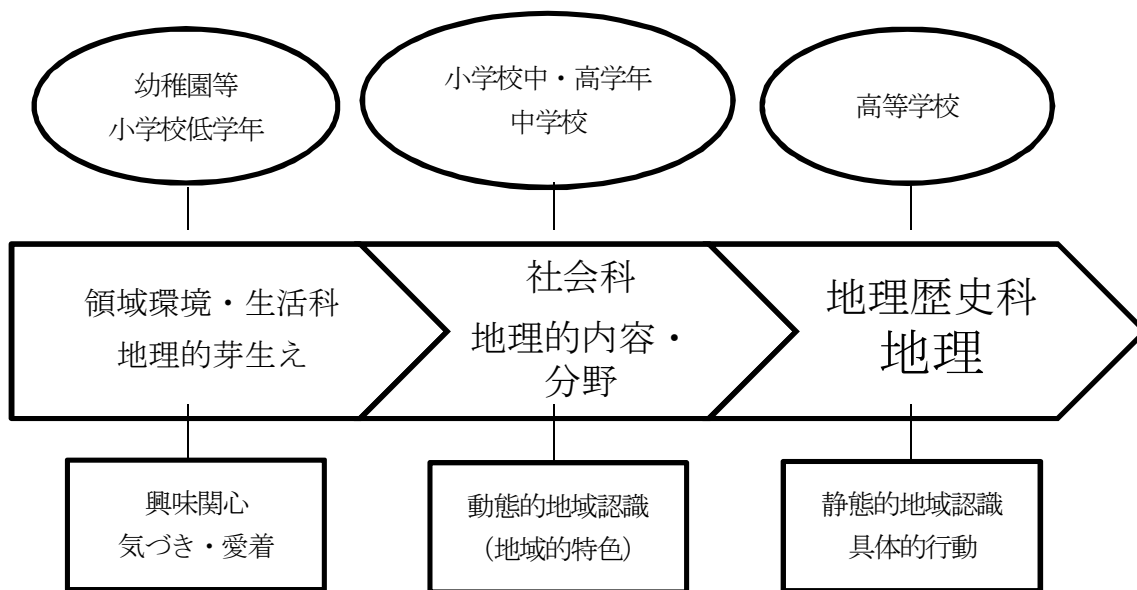 幼稚園等
小学校低学年
小学校中・高学年
中学校
高等学校
領域環境・生活科
地理的芽生え
社会科
地理的内容・
分野
地理歴史科
地理
興味関心
気づき・愛着
動態的地域認識
（地域的特色）
静態的地域認識
具体的行動